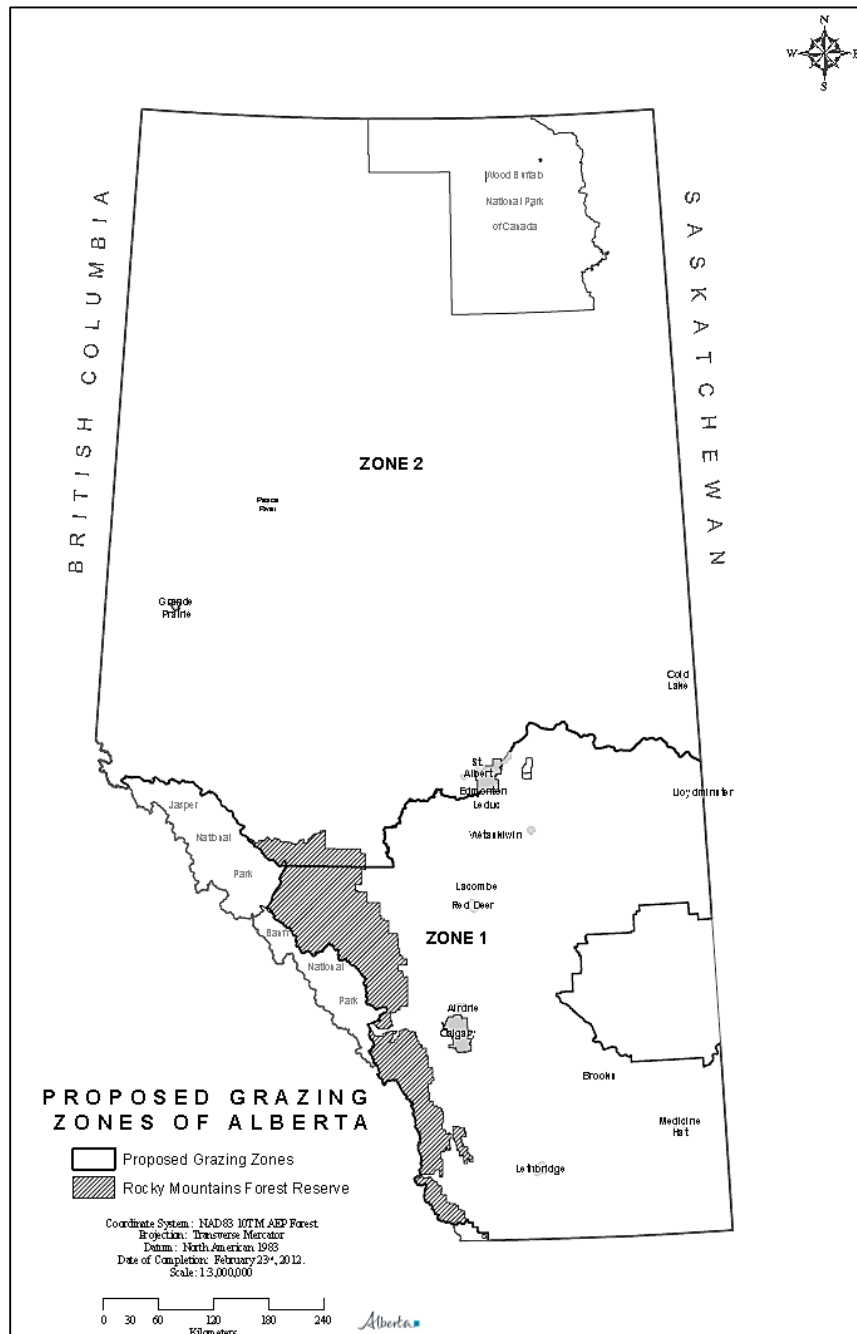 N
W E
S
BRITISH COLUMBIA
SASKATCHEWAN
National Park
of Canada
ZONE 2
Peace
River
Grande
Prairie
Cold
Lake
St.
Albert
Edmonton
Leduc
Lloydminster
Wetaskiwin
Jasper
National
Park
Lacombe
Red Deer
ZONE 1
Banff
National
Park
Airdrie
Calgary
Brooks
Medicine
Hat
Lethbridge
PROPOSED GRAZING
ZONES OF ALBERTA
Proposed Grazing Zones
Rocky Mountains Forest Reserve
Coordinate System: NAD83 10TM AEP Forest
Projection: Transverse Mercator
Datum: North American 1983
Date of Completion: February 23rd, 2012.
Scale: 1:3,000,000
0 30 60 120 180 240
Kilometers
Alberta